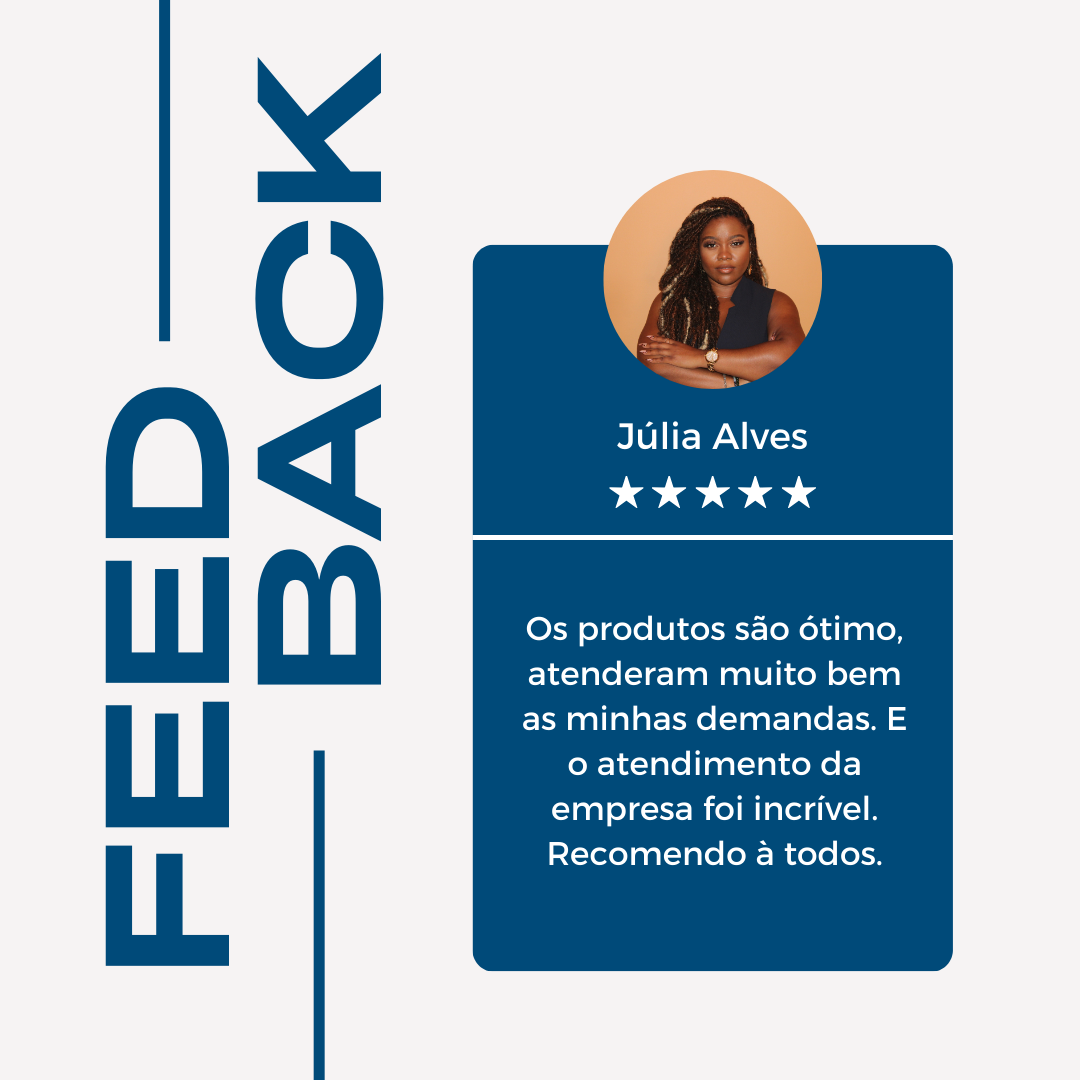 FEED
BACK
Júlia Alves
Os produtos são ótimo,
atenderam muito bem
as minhas demandas. E
o atendimento da
empresa foi incrível.
Recomendo à todos.